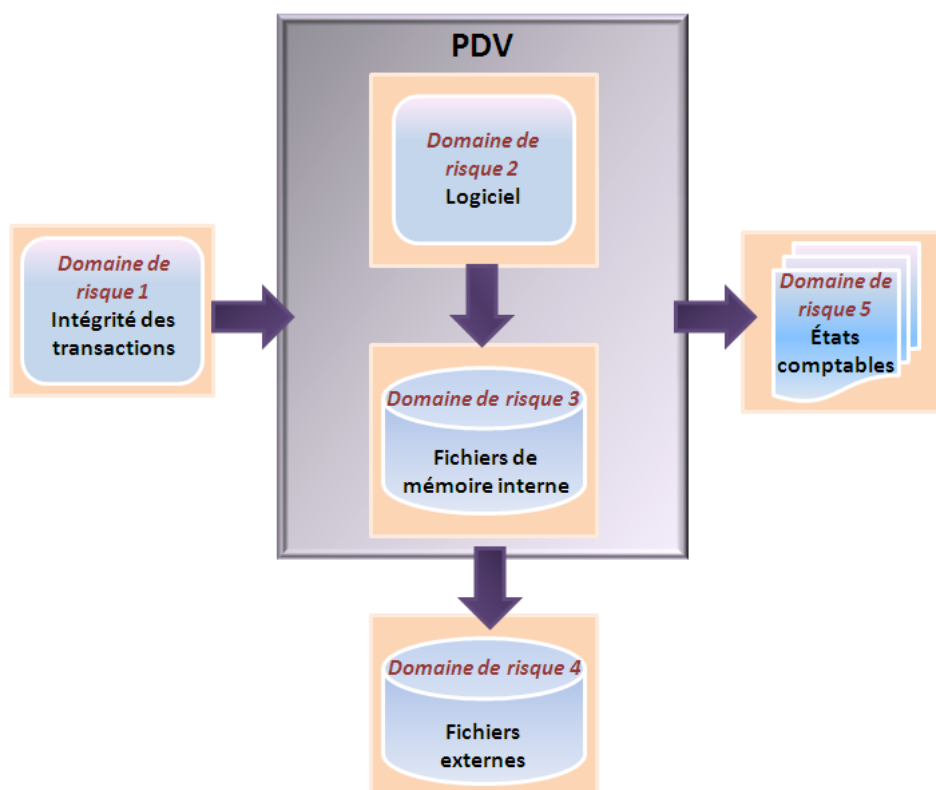 PDV
Domaine de
risque 1
Intégrité des
transactions
Domaine de
risque 2
Logiciel
Domaine de risque 3
Fichiers de
mémoire interne
Domaine de risque 4
Fichiers
externes
Domaine de
risque 5
États
comptables